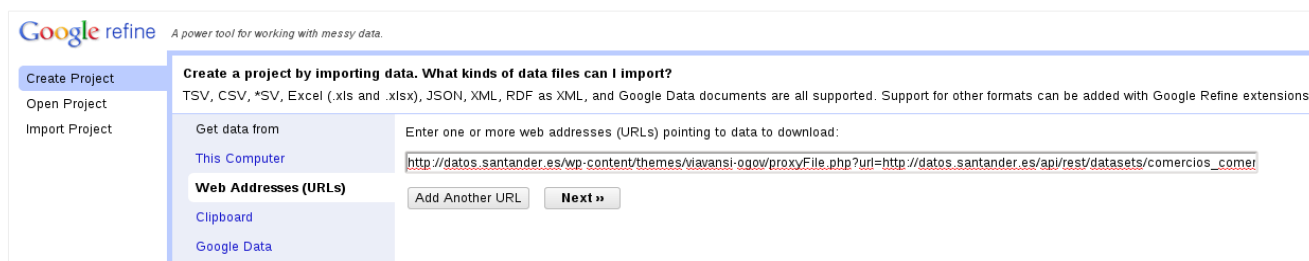 Google refine A power tool for working with messy data.
Create Project
Open Project
Import Project
Create a project by importing data. What kinds of data files can I import?
TSV, CSV, *SV, Excel (.xls and .xlsx), JSON, XML, RDF as XML, and Google Data documents are all supported. Support for other formats can be added with Google Refine extensions
Get data from
This Computer
Web Addresses (URLs)
Clipboard
Google Data
Enter one or more web addresses (URLs) pointing to data to download:
http://datos.santander.es/wp-content/themes/viavansi-ogov/proxyFile.php?url=http://datos.santander.es/api/rest/datasets/comercios_comer
Add Another URL Next »